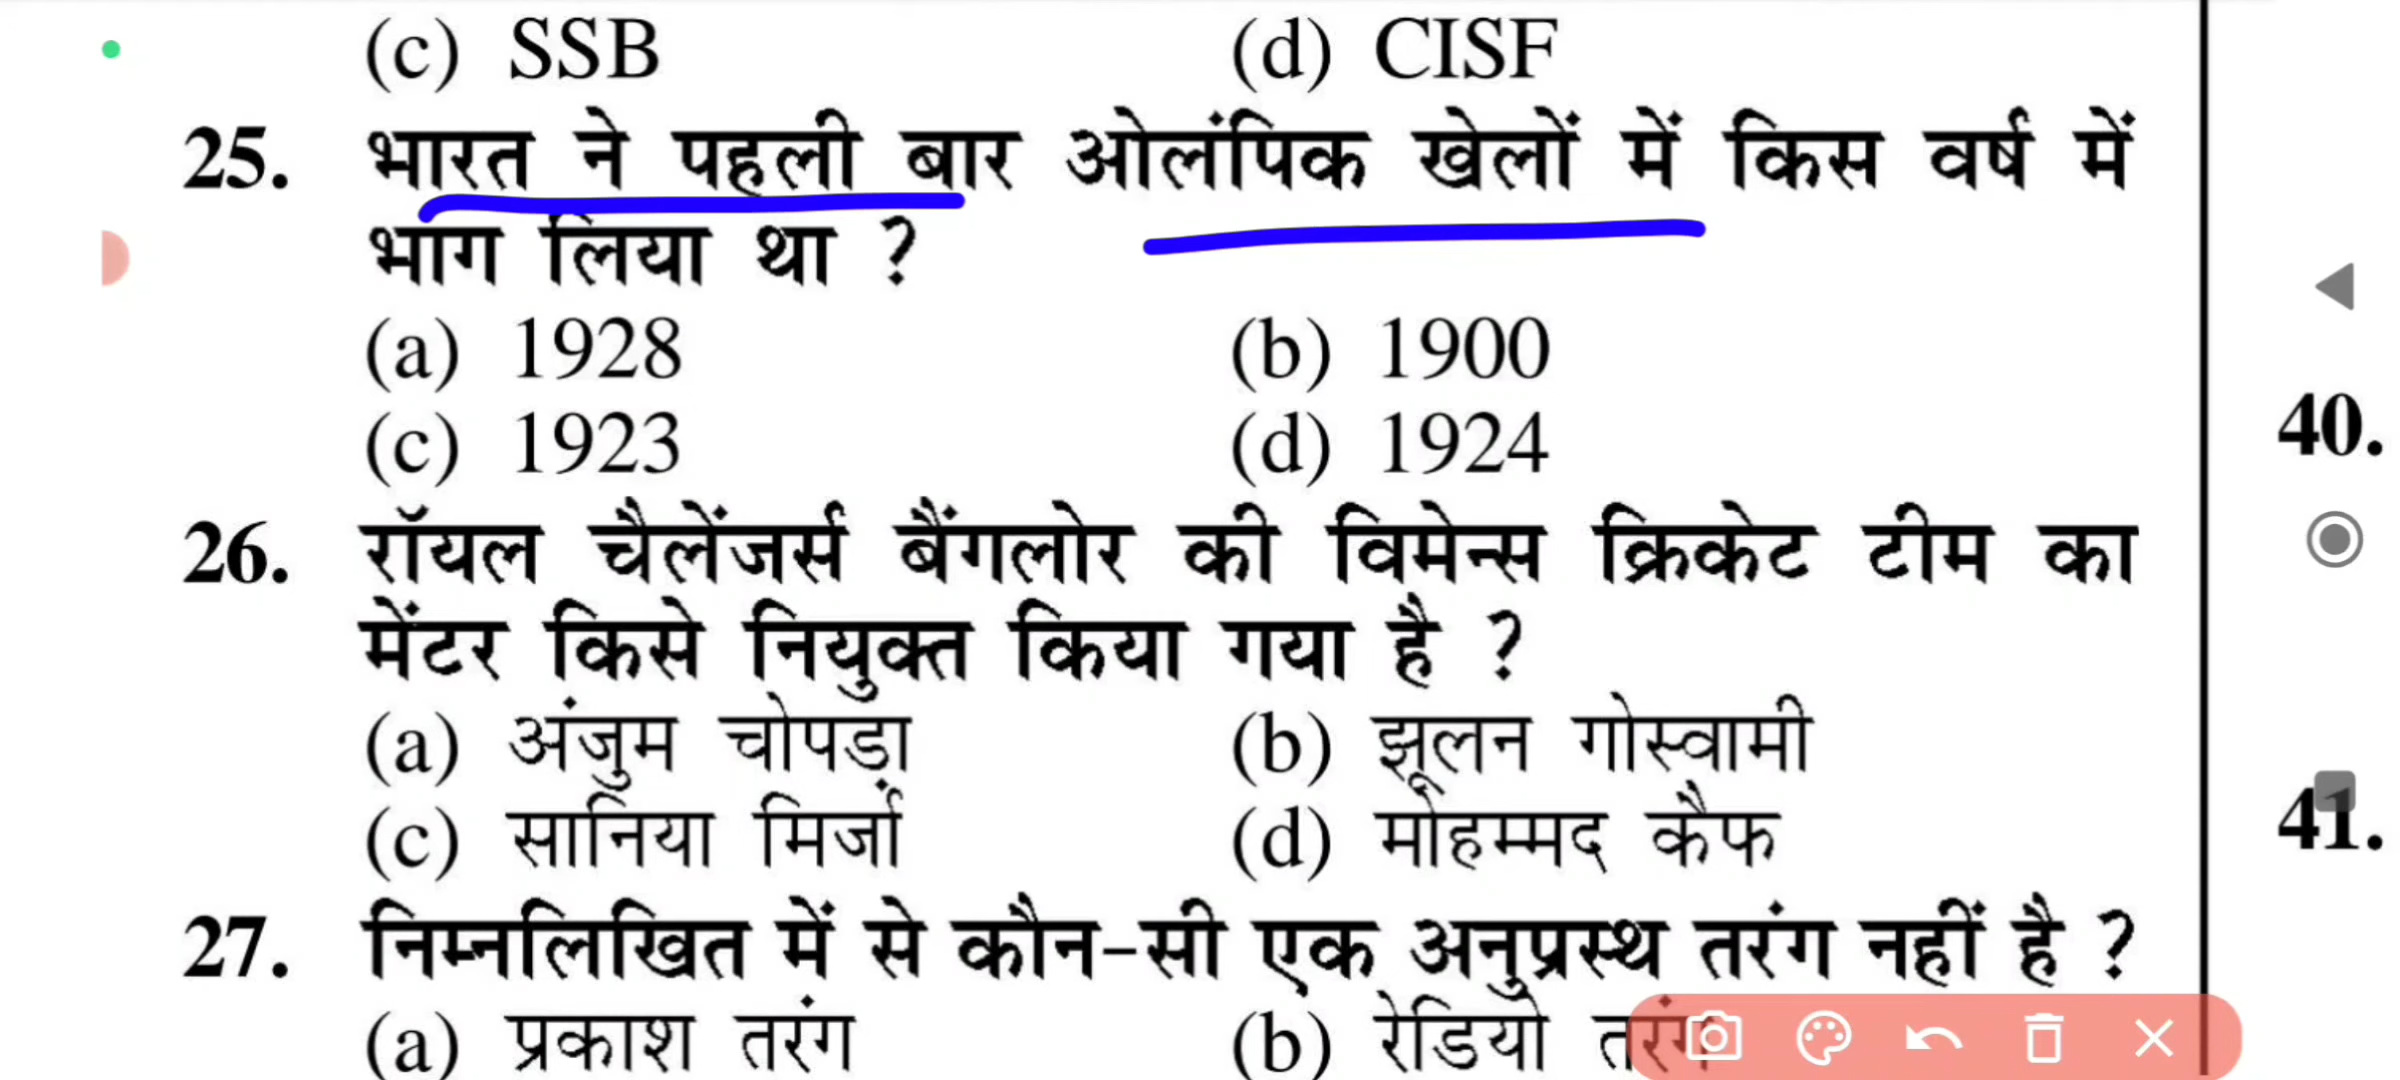 (c) SSB (d) CISF
25. भारत ने पहली बार ओलंपिक खेलों में किस वर्ष में
भाग लिया था ?
(a) 1928 (b) 1900
(c) 1923 (d) 1924
26. रॉयल चैलेंजर्स बैंगलोर की विमेन्स क्रिकेट टीम का
मेंटर किसे नियुक्त किया गया है ?
(a) अंजुम चोपड़ा (b) झूलन गोस्वामी
(c) सानिया मिर्जा (d) मोहम्मद कैफ
27. निम्नलिखित में से कौन-सी एक अनुप्रस्थ तरंग नहीं है ?
(a) प्रकाश तरंग (b) रेडियो तरंग
40.
41.